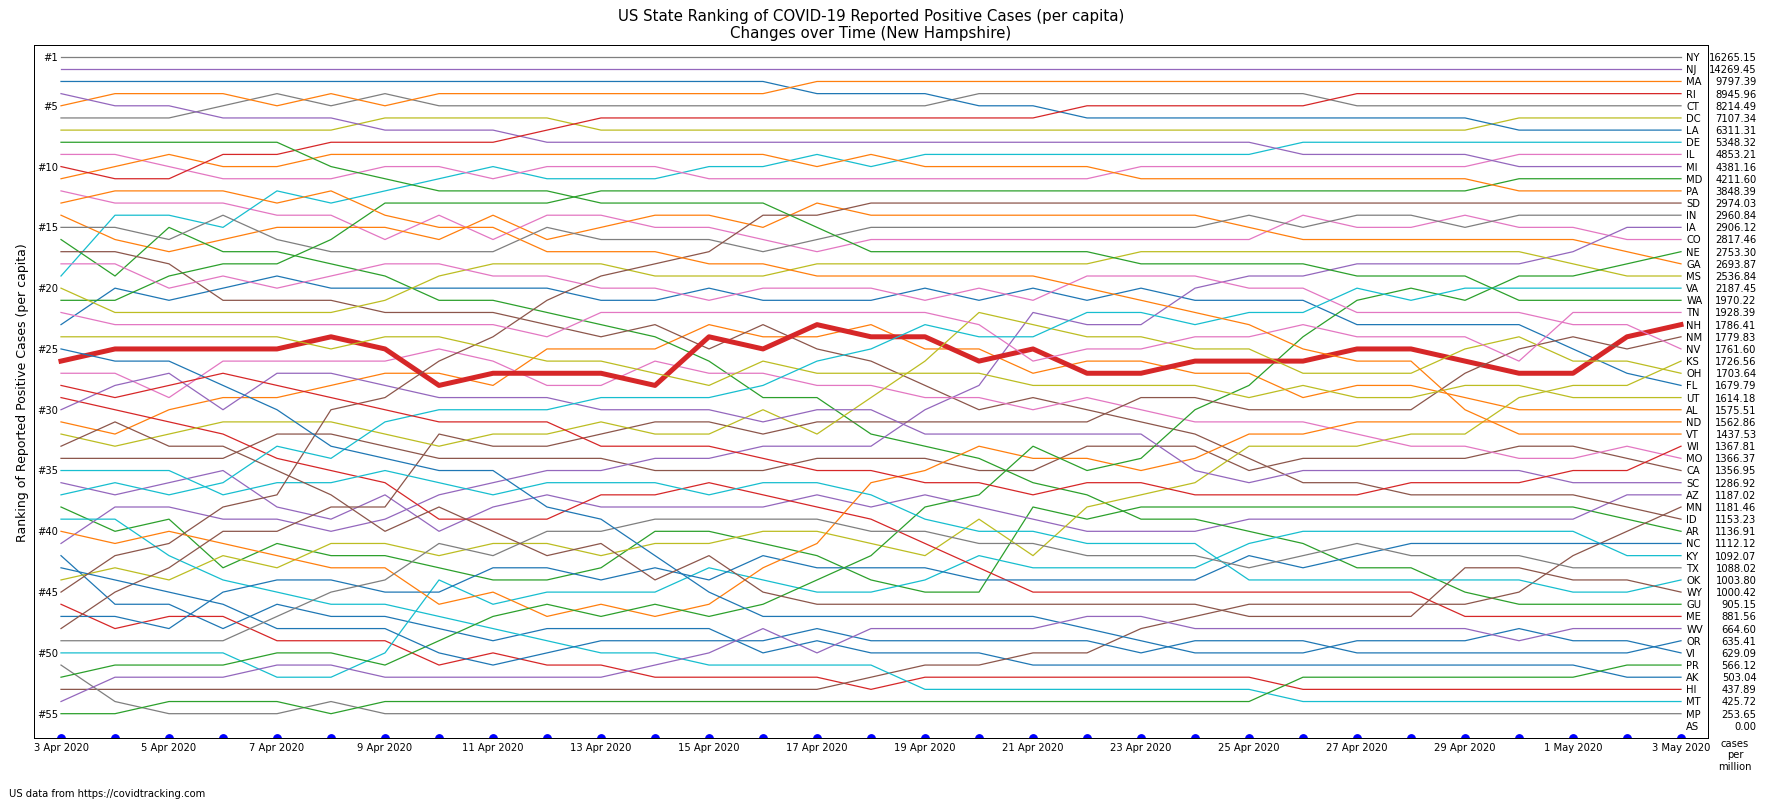 US State Ranking of COVID-19 Reported Positive Cases (per capita)
Changes over Time (New Hampshire)
Ranking of Reported Positive Cases (per capita)
#1
#5
#10
#15
#20
#25
#30
#35
#40
#45
#50
#55
NY 16265.15
NJ 14269.45
MA 9797.39
RI 8945.96
CT 8214.49
DC 7107.34
LA 6311.31
DE 5348.32
IL 4853.21
MI 4381.16
MD 4211.60
PA 3848.39
SD 2974.03
IN 2960.84
IA 2906.12
CO 2817.46
NE 2753.30
GA 2693.87
MS 2536.84
VA 2187.45
WA 1970.22
TN 1928.39
NH 1786.41
NM 1779.83
NV 1761.60
KS 1726.56
OH 1703.64
FL 1679.79
UT 1614.18
AL 1575.51
ND 1562.86
VT 1437.53
WI 1367.81
MO 1366.37
CA 1356.95
SC 1286.92
AZ 1187.02
MN 1181.46
ID 1153.23
AR 1136.91
NC 1112.12
KY 1092.07
TX 1088.02
OK 1003.80
WY 1000.42
GU 905.15
ME 881.56
WV 664.60
OR 635.41
VI 629.09
PR 566.12
AK 503.04
HI 437.89
MT 425.72
MP 253.65
AS 0.00
3 Apr 2020 5 Apr 2020 7 Apr 2020 9 Apr 2020 11 Apr 2020 13 Apr 2020 15 Apr 2020 17 Apr 2020 19 Apr 2020 21 Apr 2020 23 Apr 2020 25 Apr 2020 27 Apr 2020 29 Apr 2020 1 May 2020 3 May 2020
cases
per
million
US data from https://covidtracking.com